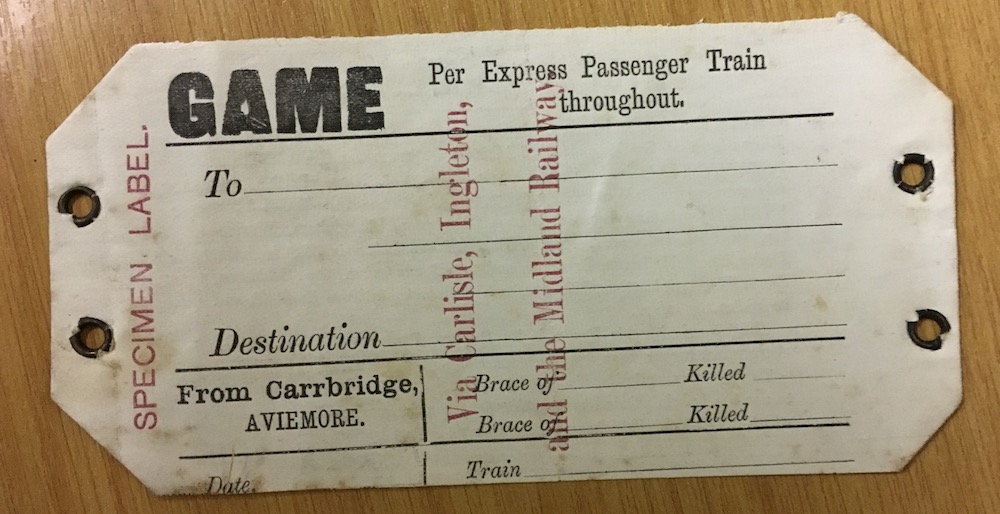 GAME
Per Express Passenger Train
throughout.
To
Destination
From Carrbridge,
AVIEMORE.
Brace of Killed
Brace of Killed
Date
Train
SPECIMEN LABEL.
Via Carlisle, Ingleton,
and the Midland Railway.